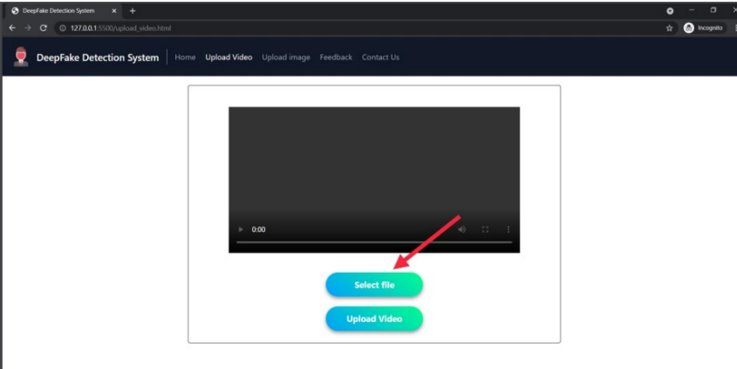 DeepFake Detection System
127.0.0.1:5500/upload_video.html
Incognito
DeepFake Detection System Home Upload Video Upload image Feedback Contact Us
0:00
Select file
Upload Video